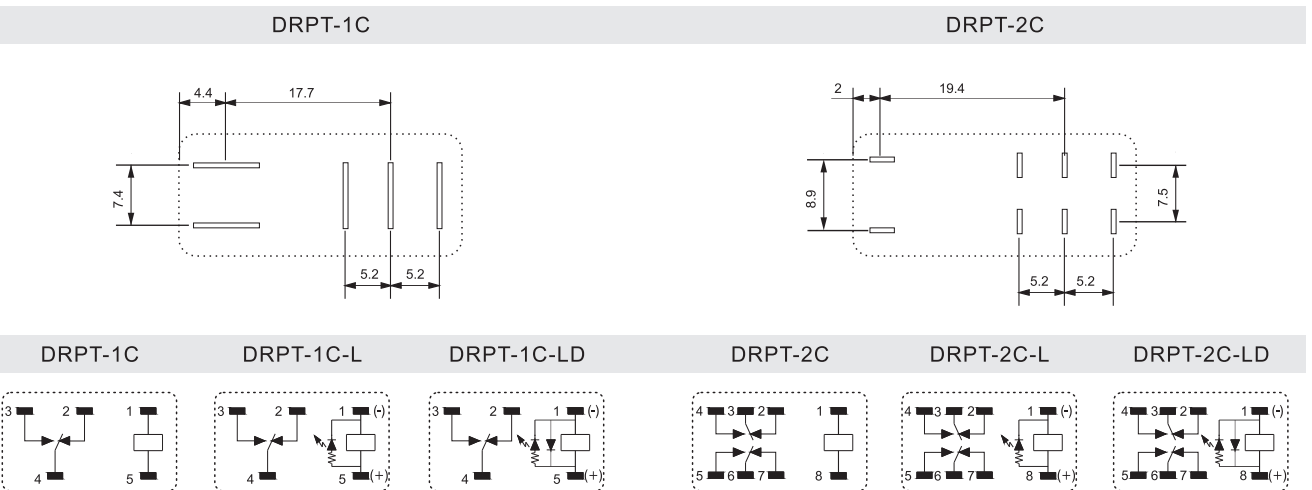 DRPT-1C DRPT-2C
4.4 17.7
2 19.4
7.4
8.9
7.5
5.2 5.2
5.2 5.2
DRPT-1C DRPT-1C-L DRPT-1C-LD DRPT-2C DRPT-2C-L DRPT-2C-LD
3 2 1 3 2 1 (-) 3 2 1 (-) 4 3 2 1 4 3 2 1 (-) 4 3 2 1 (-)
4 5 4 5 (+) 4 5 (+) 5 6 7 8 5 6 7 8 (+) 5 6 7 8 (+)